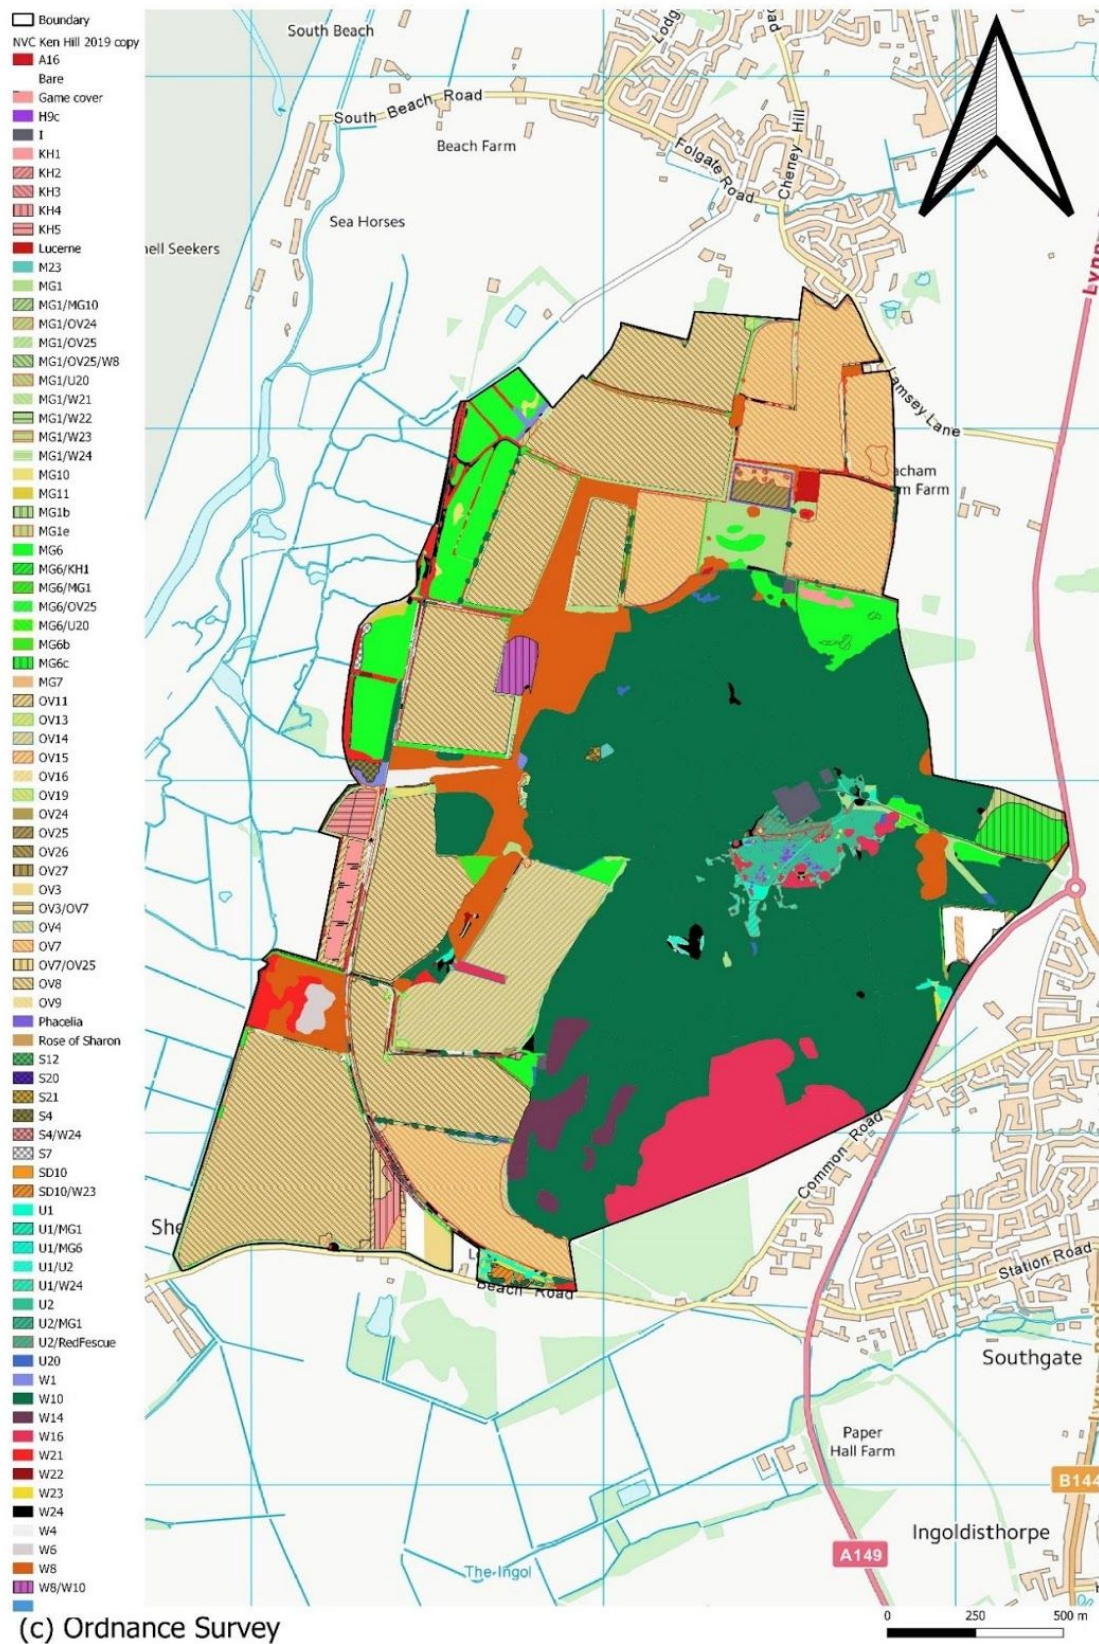 Boundary
NVC Ken Hill 2019 copy
A16
Bare
Game cover
H9c
I
KH1
KH2
KH3
KH4
KH5
Lucerne
M23
MG1
MG1/MG10
MG1/OV24
MG1/OV25
MG1/OV25/W8
MG1/U20
MG1/W21
MG1/W22
MG1/W23
MG1/W24
MG10
MG11
MG1b
MG1e
MG6
MG6/KH1
MG6/MG1
MG6/OV25
MG6/U20
MG6b
MG6c
MG7
OV11
OV13
OV14
OV15
OV16
OV19
OV24
OV25
OV26
OV27
OV3
OV3/OV7
OV4
OV7
OV7/OV25
OV8
OV9
Phacelia
Rose of Sharon
S12
S20
S21
S4
S4/W24
S7
SD10
SD10/W23
U1
U1/MG1
U1/MG6
U1/U2
U1/W24
U2
U2/MG1
U2/RedFescue
U20
W1
W10
W14
W16
W21
W22
W23
W24
W4
W6
W8
W8/W10
South Beach
South Beach Road
Beach Farm
Folgate Road
Cheney Hill
Sea Horses
ell Seekers
Lamsey Lane
acham
m Farm
Common Road
Station Road
She
Beach Road
Southgate
Paper
Hall Farm
B144
Ingoldisthorpe
A149
The Ingol
(c) Ordnance Survey
0 250 500 m